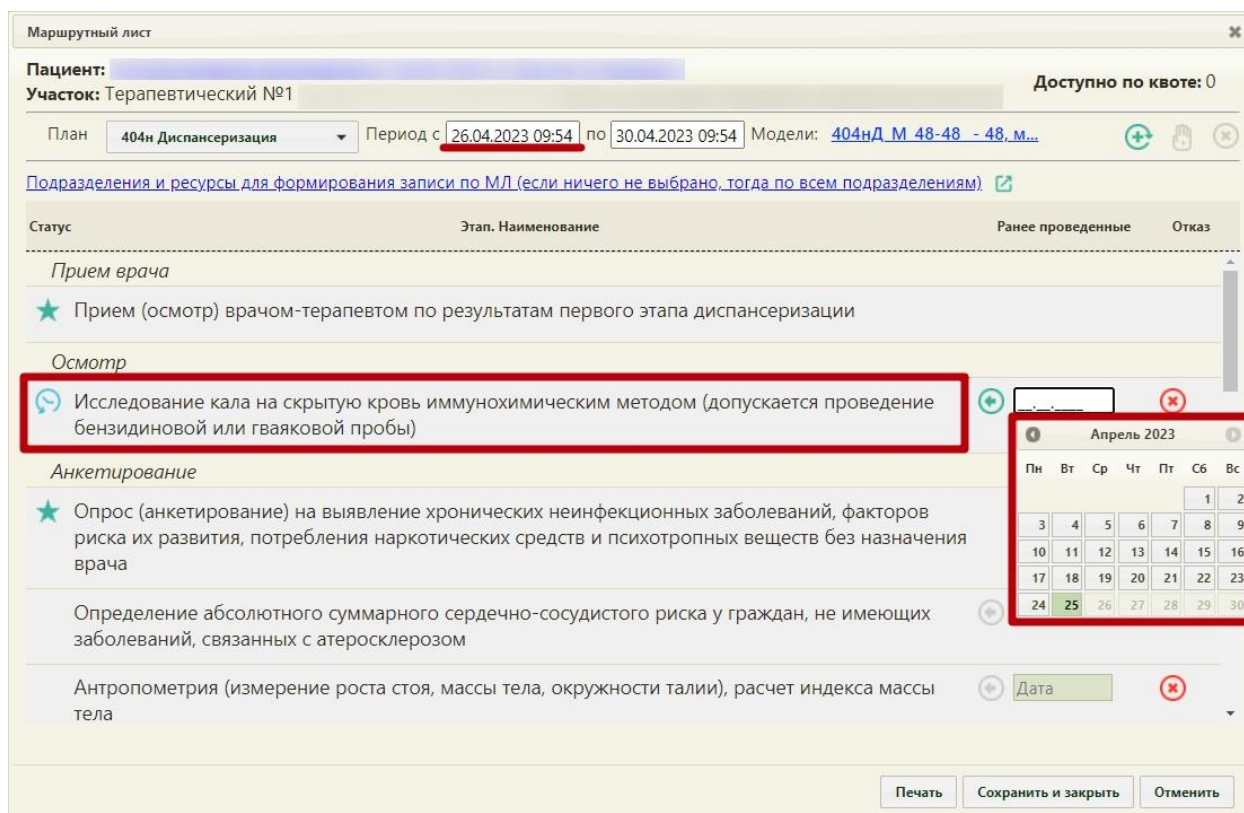 Маршрутный лист
Пациент:
Участок: Терапевтический №1
Доступно по квоте: 0
План 404н Диспансеризация Период с 26.04.2023 09:54 по 30.04.2023 09:54 Модели: 404нД_М_48-48_ - 48, м...
Подразделения и ресурсы для формирования записи по МЛ (если ничего не выбрано, тогда по всем подразделениям)
Статус Этап. Наименование Ранее проведенные Отказ
Прием врача
Прием (осмотр) врачом-терапевтом по результатам первого этапа диспансеризации
Осмотр
Исследование кала на скрытую кровь иммунохимическим методом (допускается проведение
бензидиновой или гваяковой пробы)
__.__.____
Апрель 2023
Пн Вт Ср Чт Пт Сб Вс
1 2
3 4 5 6 7 8 9
10 11 12 13 14 15 16
17 18 19 20 21 22 23
24 25 26 27 28 29 30
Анкетирование
Опрос (анкетирование) на выявление хронических неинфекционных заболеваний, факторов
риска их развития, потребления наркотических средств и психотропных веществ без назначения
врача
Определение абсолютного суммарного сердечно-сосудистого риска у граждан, не имеющих
заболеваний, связанных с атеросклерозом
Антропометрия (измерение роста стоя, массы тела, окружности талии), расчет индекса массы
тела
Дата
Печать Сохранить и закрыть Отменить